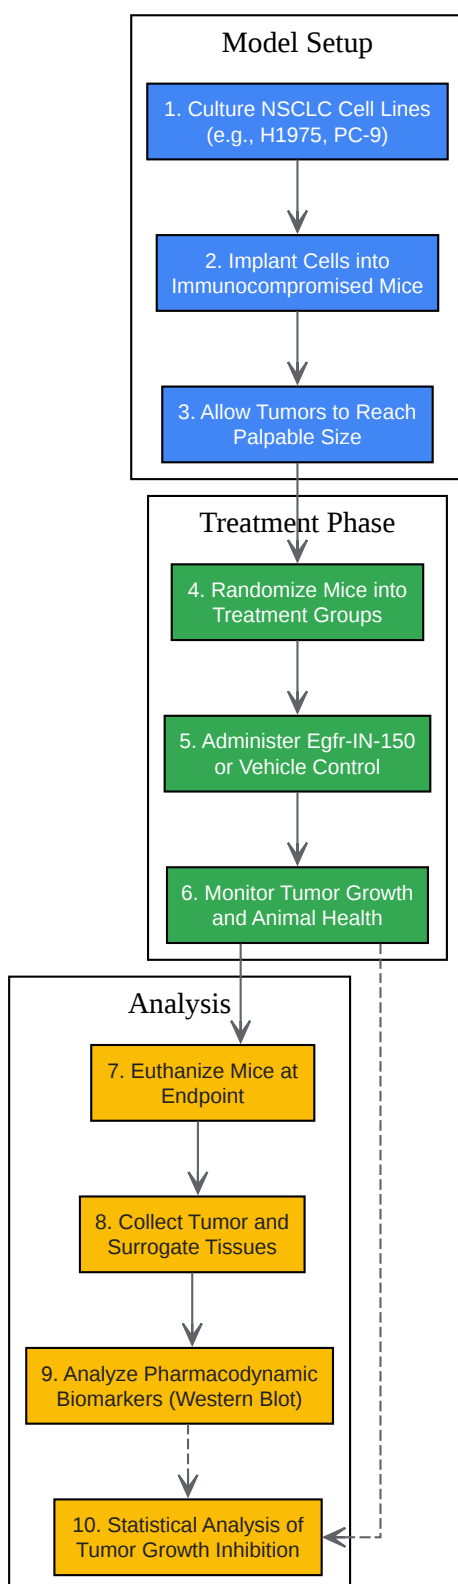 Model Setup
1. Culture NSCLC Cell Lines
(e.g., H1975, PC-9)
2. Implant Cells into
Immunocompromised Mice
3. Allow Tumors to Reach
Palpable Size
Treatment Phase
4. Randomize Mice into
Treatment Groups
5. Administer Egfr-IN-150
or Vehicle Control
6. Monitor Tumor Growth
and Animal Health
Analysis
7. Euthanize Mice at
Endpoint
8. Collect Tumor and
Surrogate Tissues
9. Analyze Pharmacodynamic
Biomarkers (Western Blot)
10. Statistical Analysis of
Tumor Growth Inhibition